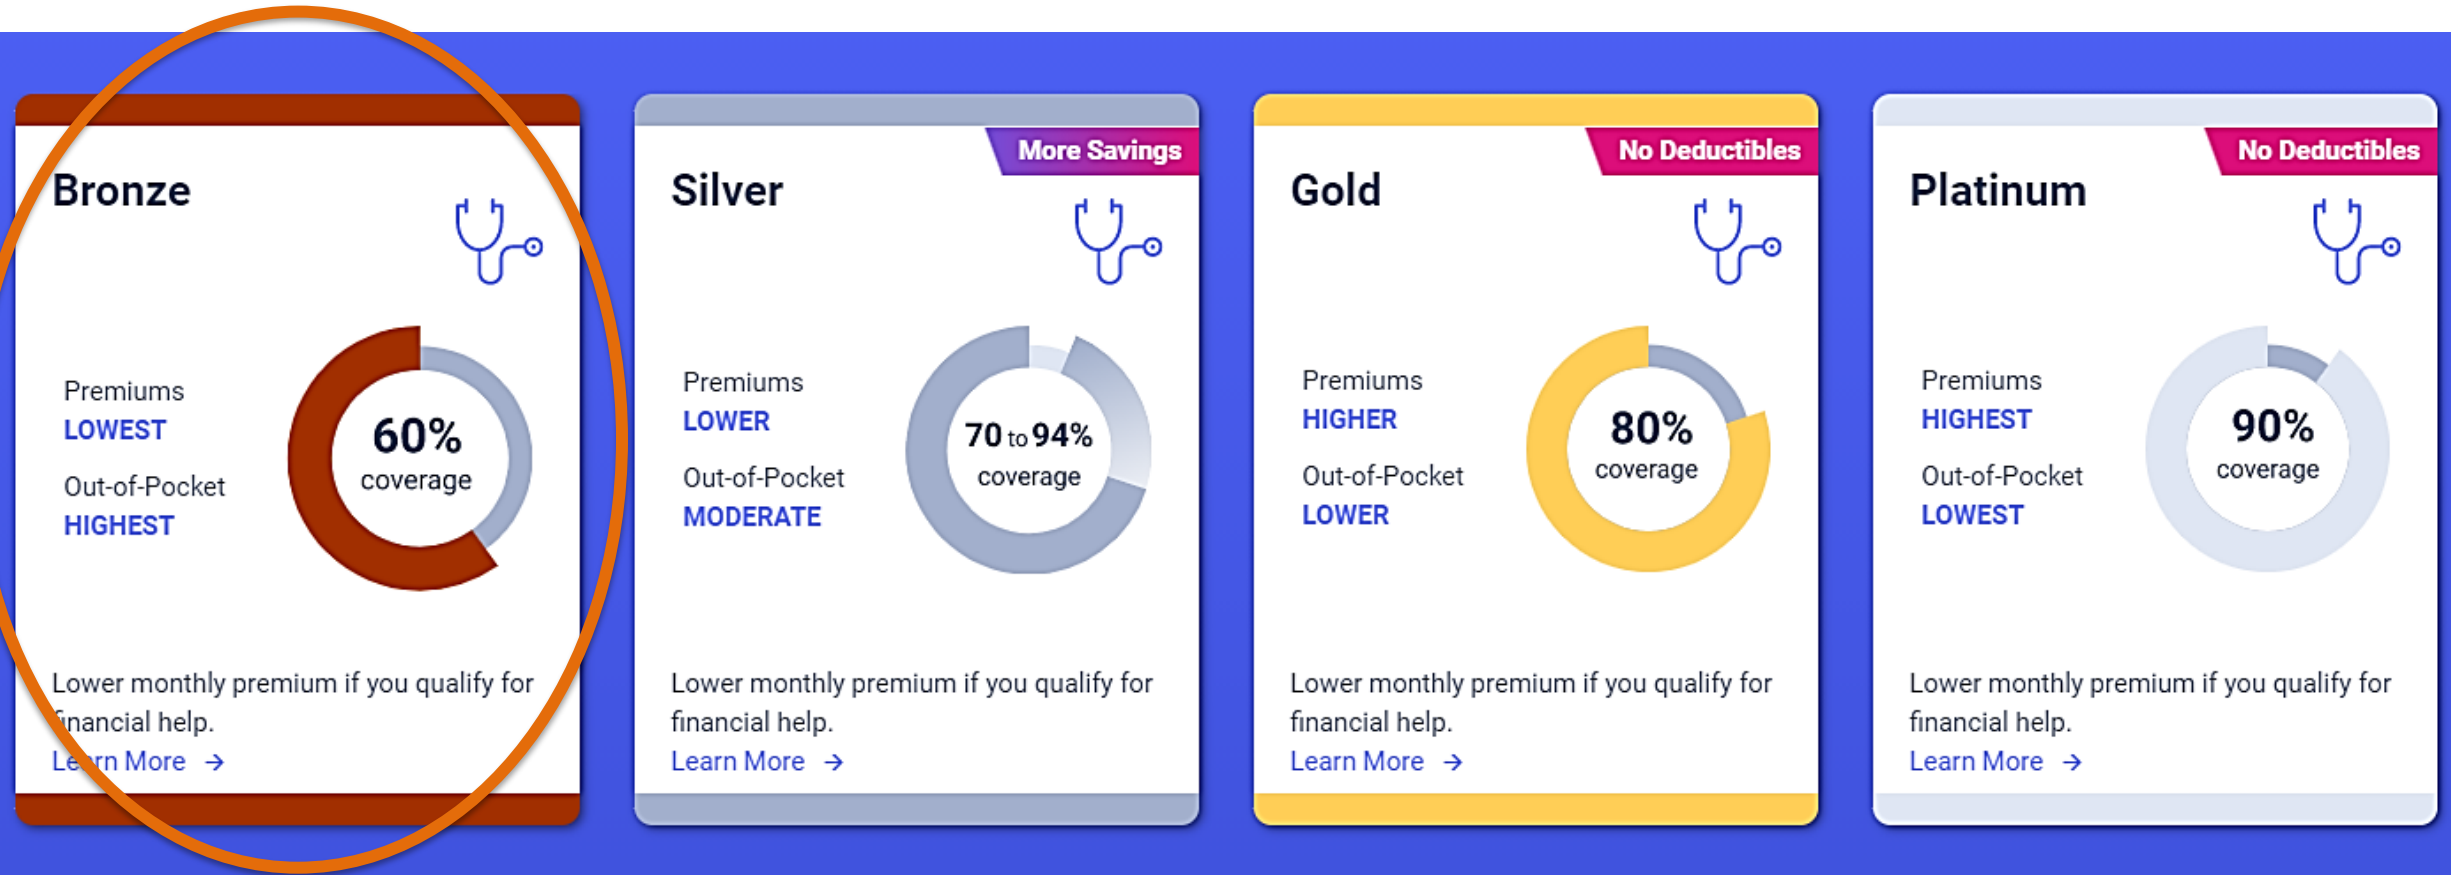 Bronze
Premiums
LOWEST
Out-of-Pocket
HIGHEST
60%
coverage
Lower monthly premium if you qualify for
financial help.
Learn More →
More Savings
Silver
Premiums
LOWER
Out-of-Pocket
MODERATE
70 to 94%
coverage
Lower monthly premium if you qualify for
financial help.
Learn More →
No Deductibles
Gold
Premiums
HIGHER
Out-of-Pocket
LOWER
80%
coverage
Lower monthly premium if you qualify for
financial help.
Learn More →
No Deductibles
Platinum
Premiums
HIGHEST
Out-of-Pocket
LOWEST
90%
coverage
Lower monthly premium if you qualify for
financial help.
Learn More →